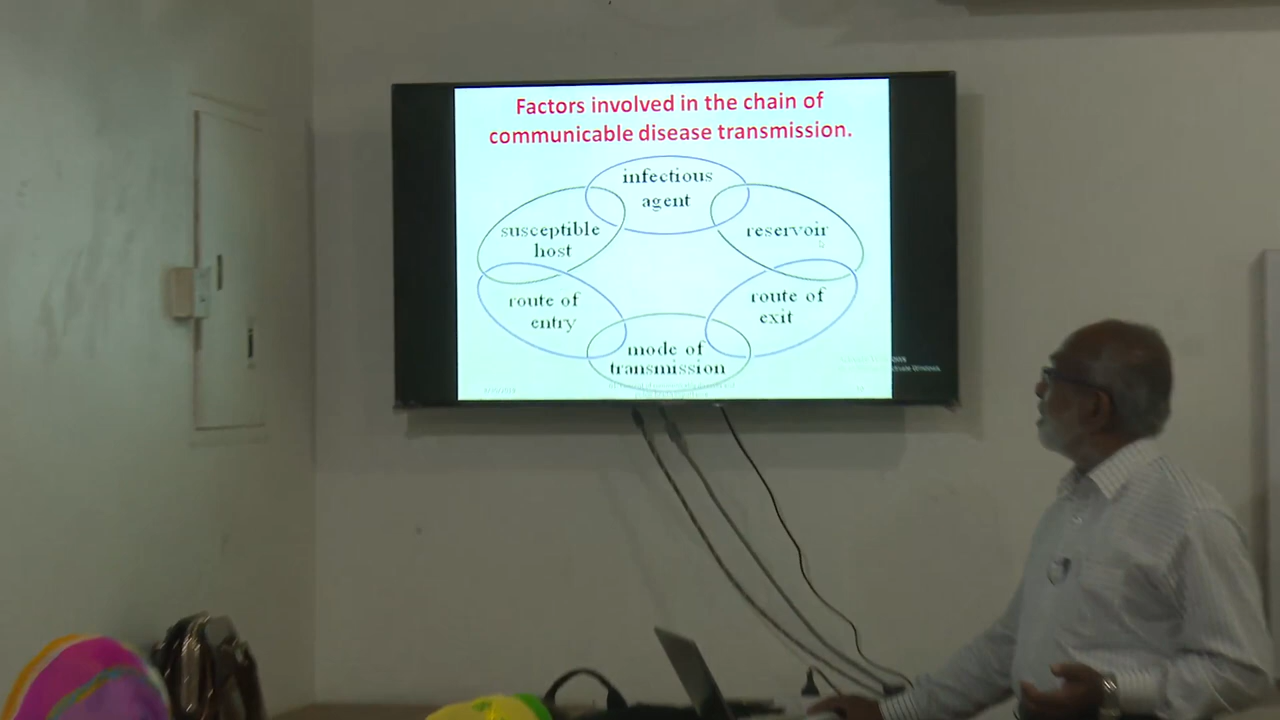 Factors involved in the chain of
communicable disease transmission.
infectious
agent
susceptible
host
reservoir
route of
entry
route of
exit
mode of
transmission